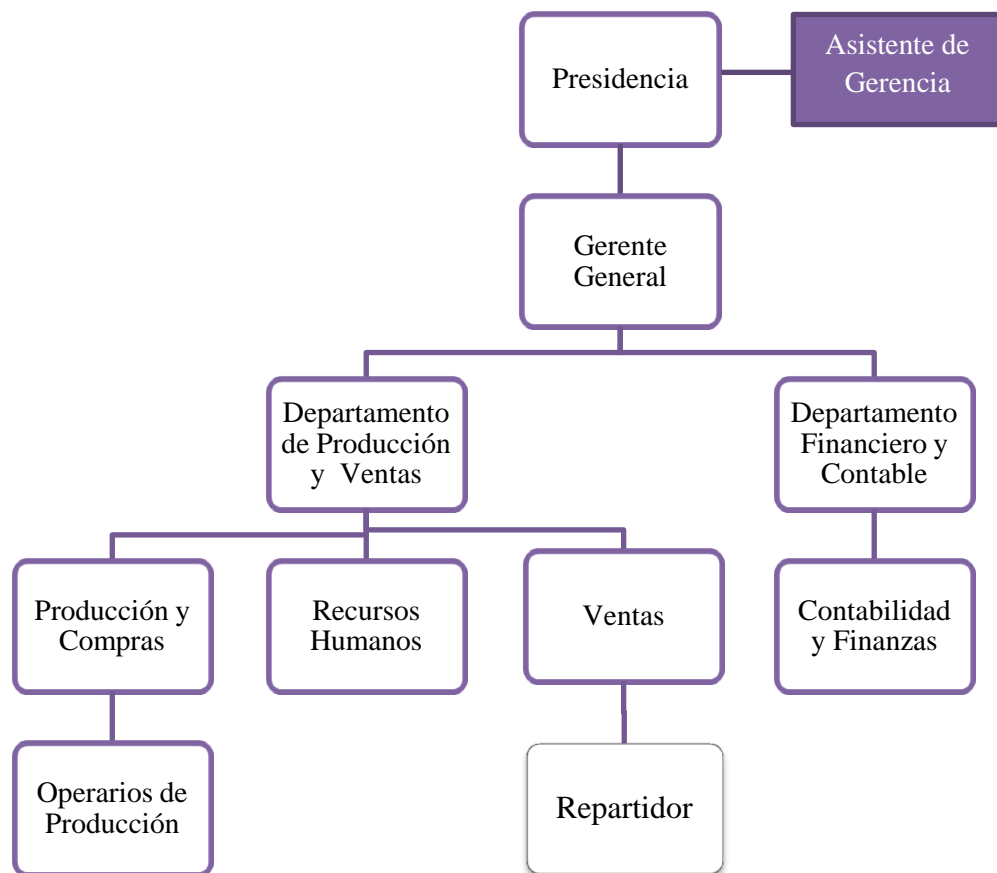 Presidencia
Asistente de
Gerencia
Gerente
General
Departamento
de Producción
y Ventas
Departamento
Financiero y
Contable
Producción y
Compras
Recursos
Humanos
Ventas
Contabilidad
y Finanzas
Operarios de
Producción
Repartidor